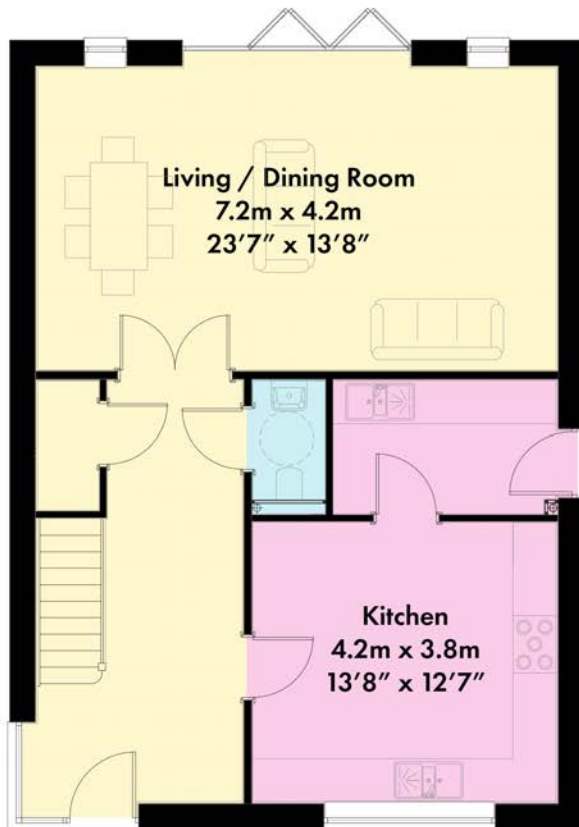 Living / Dining Room
7.2m x 4.2m
23’7” x 13’8”
Kitchen
4.2m x 3.8m
13’8” x 12’7”